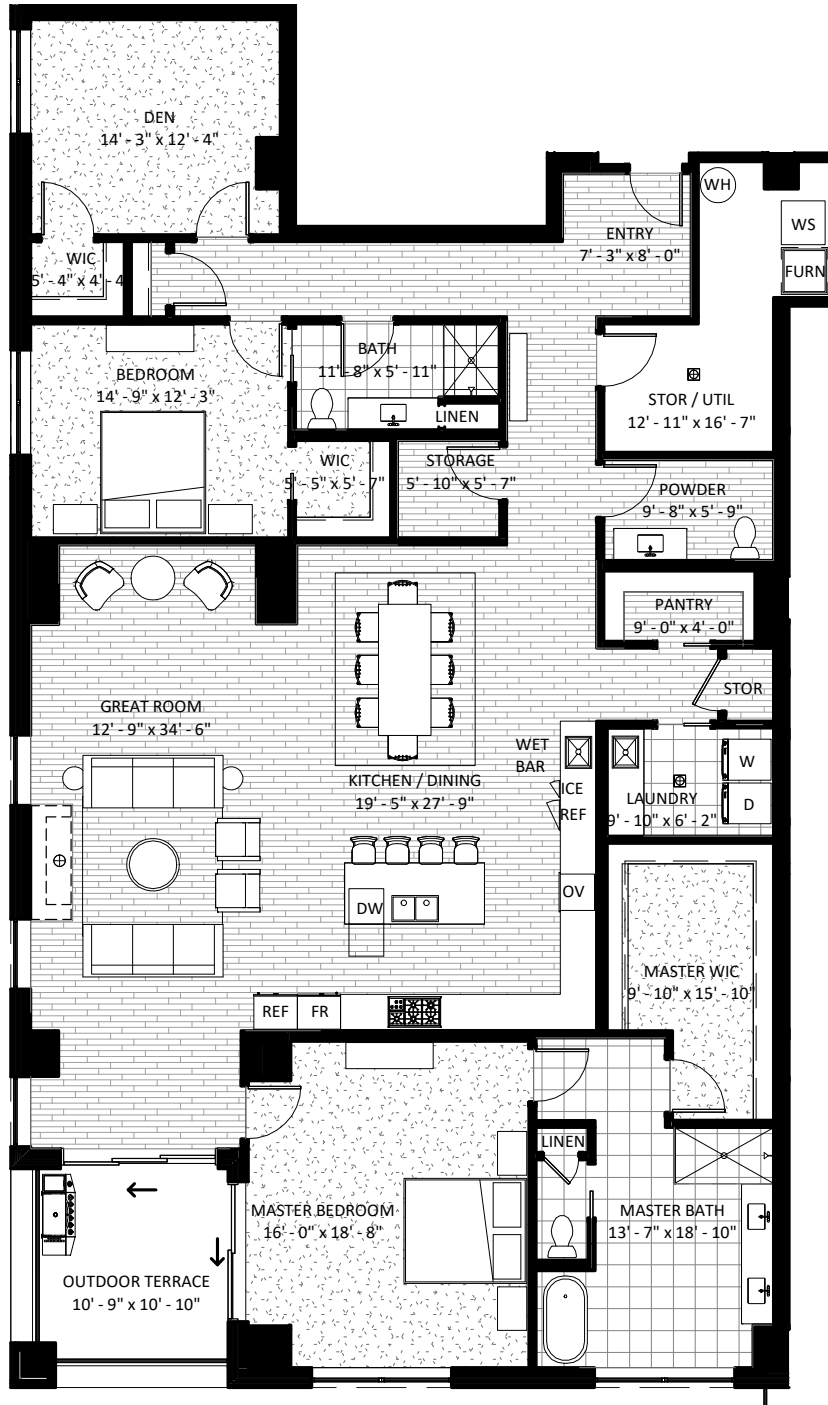 DEN
14' - 3" x 12' - 4"
WH
WS
FURN
ENTRY
7' - 3" x 8' - 0"
WIC
5' - 4" x 4' - 4
BATH
11' - 8" x 5' - 11"
BEDROOM
14' - 9" x 12' - 3"
LINEN
STOR / UTIL
12' - 11" x 16' - 7"
WIC
5' - 5" x 5' - 7"
STORAGE
5' - 10" x 5' - 7"
POWDER
9' - 8" x 5' - 9"
PANTRY
9' - 0" x 4' - 0"
STOR
GREAT ROOM
12' - 9" x 34' - 6"
WET
BAR
KITCHEN / DINING
19' - 5" x 27' - 9"
ICE
REF
W
D
LAUNDRY
9' - 10" x 6' - 2"
OV
DW
MASTER WIC
9' - 10" x 15' - 10"
REF
FR
LINEN
MASTER BEDROOM
16' - 0" x 18' - 8"
MASTER BATH
13' - 7" x 18' - 10"
OUTDOOR TERRACE
10' - 9" x 10' - 10"